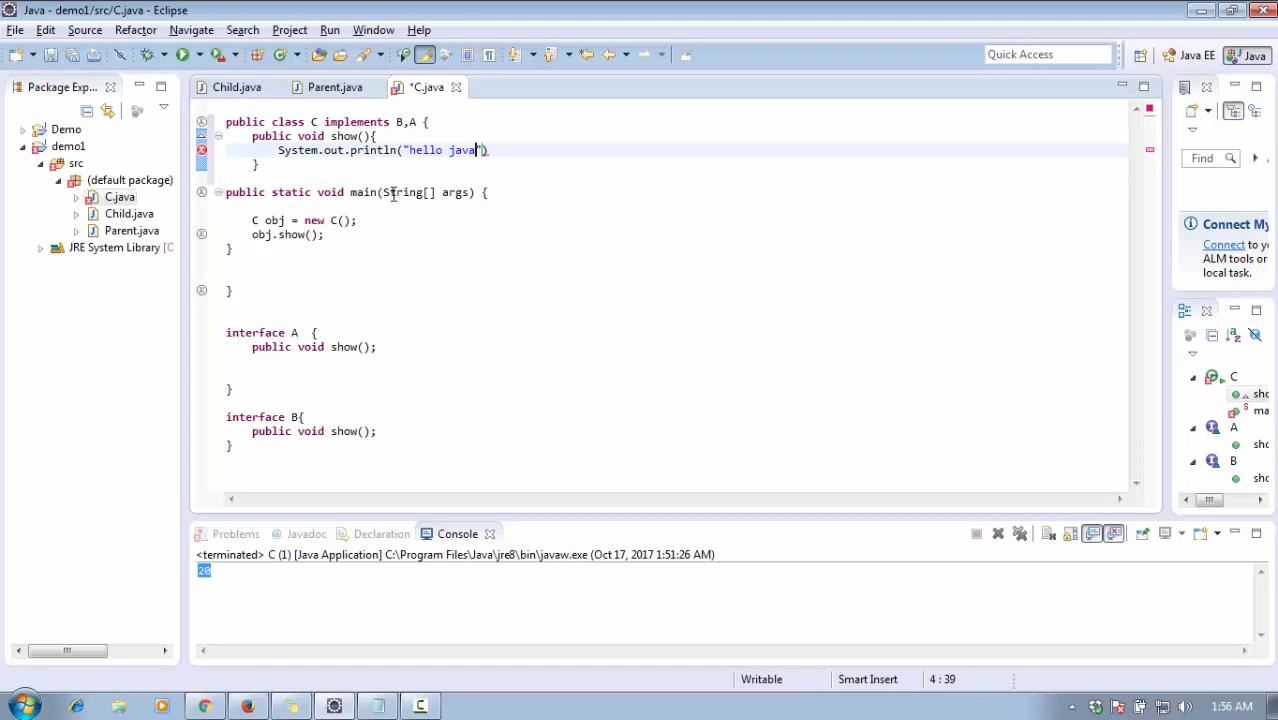 Java - demo1/src/C.java - Eclipse
File Edit Source Refactor Navigate Search Project Run Window Help
Quick Access
Java EE
Java
Package Exp...
Child.java
Parent.java
*C.java
Demo
demo1
src
(default package)
C.java
Child.java
Parent.java
JRE System Library [C
public class C implements B,A {
public void show(){
System.out.println("hello java")
}
public static void main(String[] args) {
C obj = new C();
obj.show();
}
}
interface A {
public void show();
}
interface B{
public void show();
}
Find
Connect My
Connect to yo
ALM tools or
local task.
C
sho
ma
A
sho
B
sho
Problems
Javadoc
Declaration
Console
<terminated> C (1) [Java Application] C:\Program Files\Java\jre8\bin\javaw.exe (Oct 17, 2017 1:51:26 AM)
20
Writable
Smart Insert
4 : 39
1:56 AM